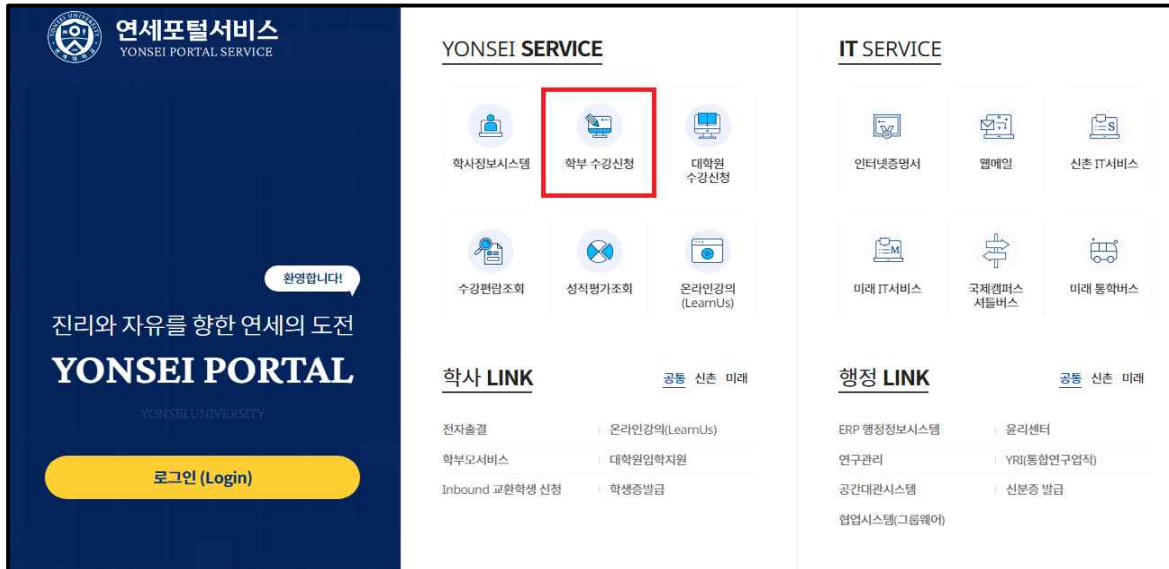 연세포털서비스
YONSEI PORTAL SERVICE
환영합니다!
진리와 자유를 향한 연세의 도전
YONSEI PORTAL
YONSEI UNIVERSITY
로그인 (Login)
YONSEI SERVICE
학사정보시스템
학부 수강신청
대학원
수강신청
수강편람조회
성적평가조회
온라인강의
(LearnUs)
IT SERVICE
인터넷증명서
웹메일
신촌 IT서비스
미래 IT서비스
국제캠퍼스
셔틀버스
미래 통학버스
학사 LINK
공통 신촌 미래
전자출결
온라인강의(LearnUs)
학부모서비스
대학원입학지원
Inbound 교환학생 신청
학생증발급
행정 LINK
공통 신촌 미래
ERP 행정정보시스템
윤리센터
연구관리
YRI(통합연구업적)
공간대관시스템
신분증 발급
협업시스템(그룹웨어)